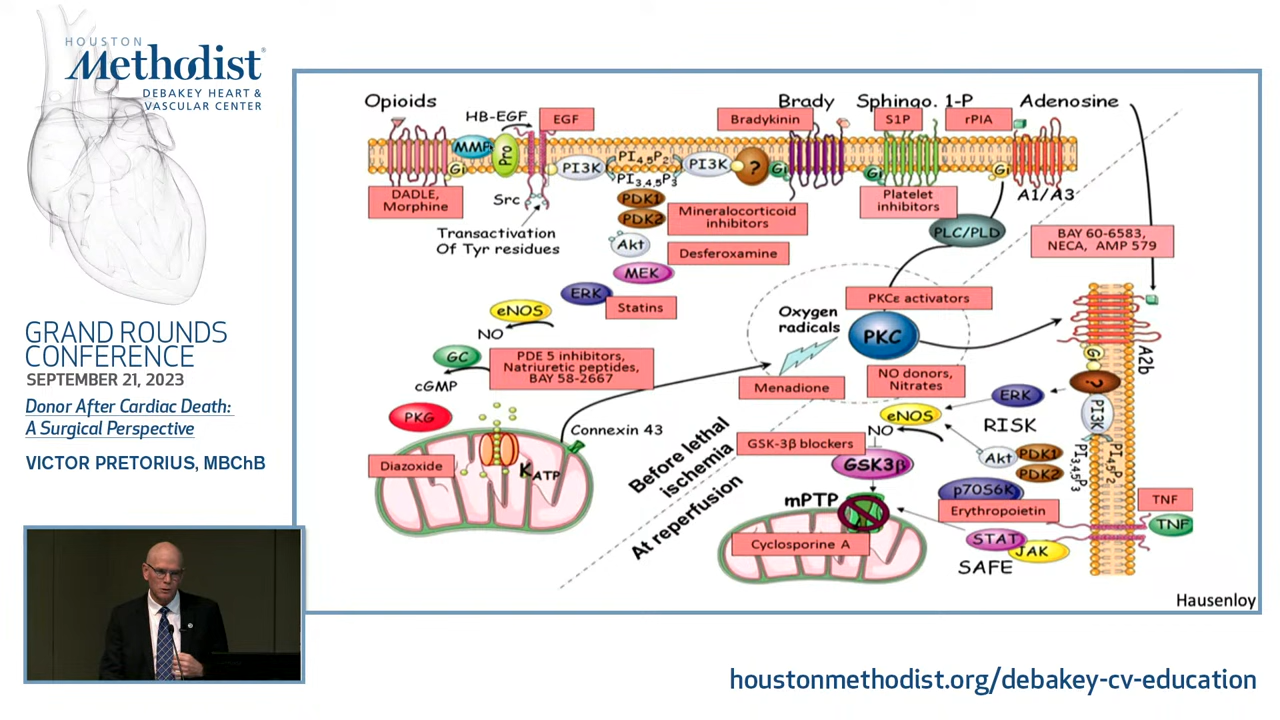 HOUSTON
Methodist®
DEBAKEY HEART &
VASCULAR CENTER
GRAND ROUNDS
CONFERENCE
SEPTEMBER 21, 2023
Donor After Cardiac Death:
A Surgical Perspective
VICTOR PRETORIUS, MBChB
Opioids
HB-EGF
EGF
MMP
Pro
Gi
DADLE,
Morphine
Src
Transactivation
Of Tyr residues
PI3K
PI4,5P2
PI3,4,5P3
PI3K
?
Gi
PDK1
PDK2
Akt
MEK
ERK
Mineralocorticoid
inhibitors
Desferoxamine
Statins
Brady
Bradykinin
Sphingo. 1-P
S1P
Gi
Platelet
inhibitors
Adenosine
rPIA
Gi
A1/A3
PLC/PLD
BAY 60-6583,
NECA, AMP 579
eNOS
NO
GC
cGMP
PDE 5 inhibitors,
Natriuretic peptides,
BAY 58-2667
PKG
Connexin 43
Diazoxide
KATP
Before lethal
ischemia
At reperfusion
PKCε activators
Oxygen
radicals
PKC
Menadione
NO donors,
Nitrates
A2b
Gi
?
PI3K
PI4,5P2
PI3,4,5P3
ERK
eNOS
NO
RISK
Akt
PDK1
PDK2
GSK-3β blockers
GSK3β
p70S6K
Erythropoietin
mPTP
Cyclosporine A
STAT
JAK
SAFE
TNF
TNF
Hausenloy
houstonmethodist.org/debakey-cv-education